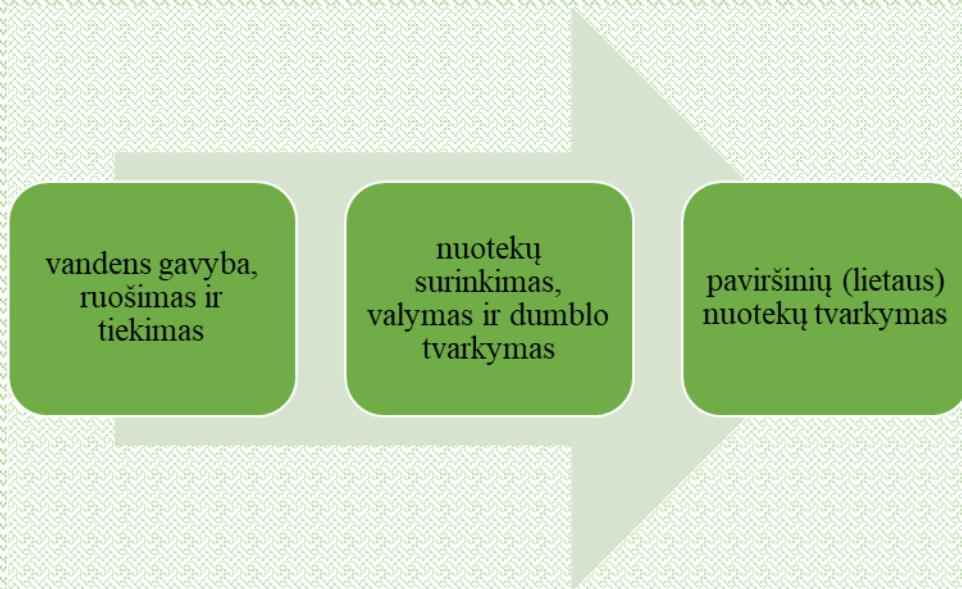 vandens gavyba,
ruošimas ir
tiekimas
nuotekų
surinkimas,
valymas ir dumblo
tvarkymas
paviršinių (lietaus)
nuotekų tvarkymas